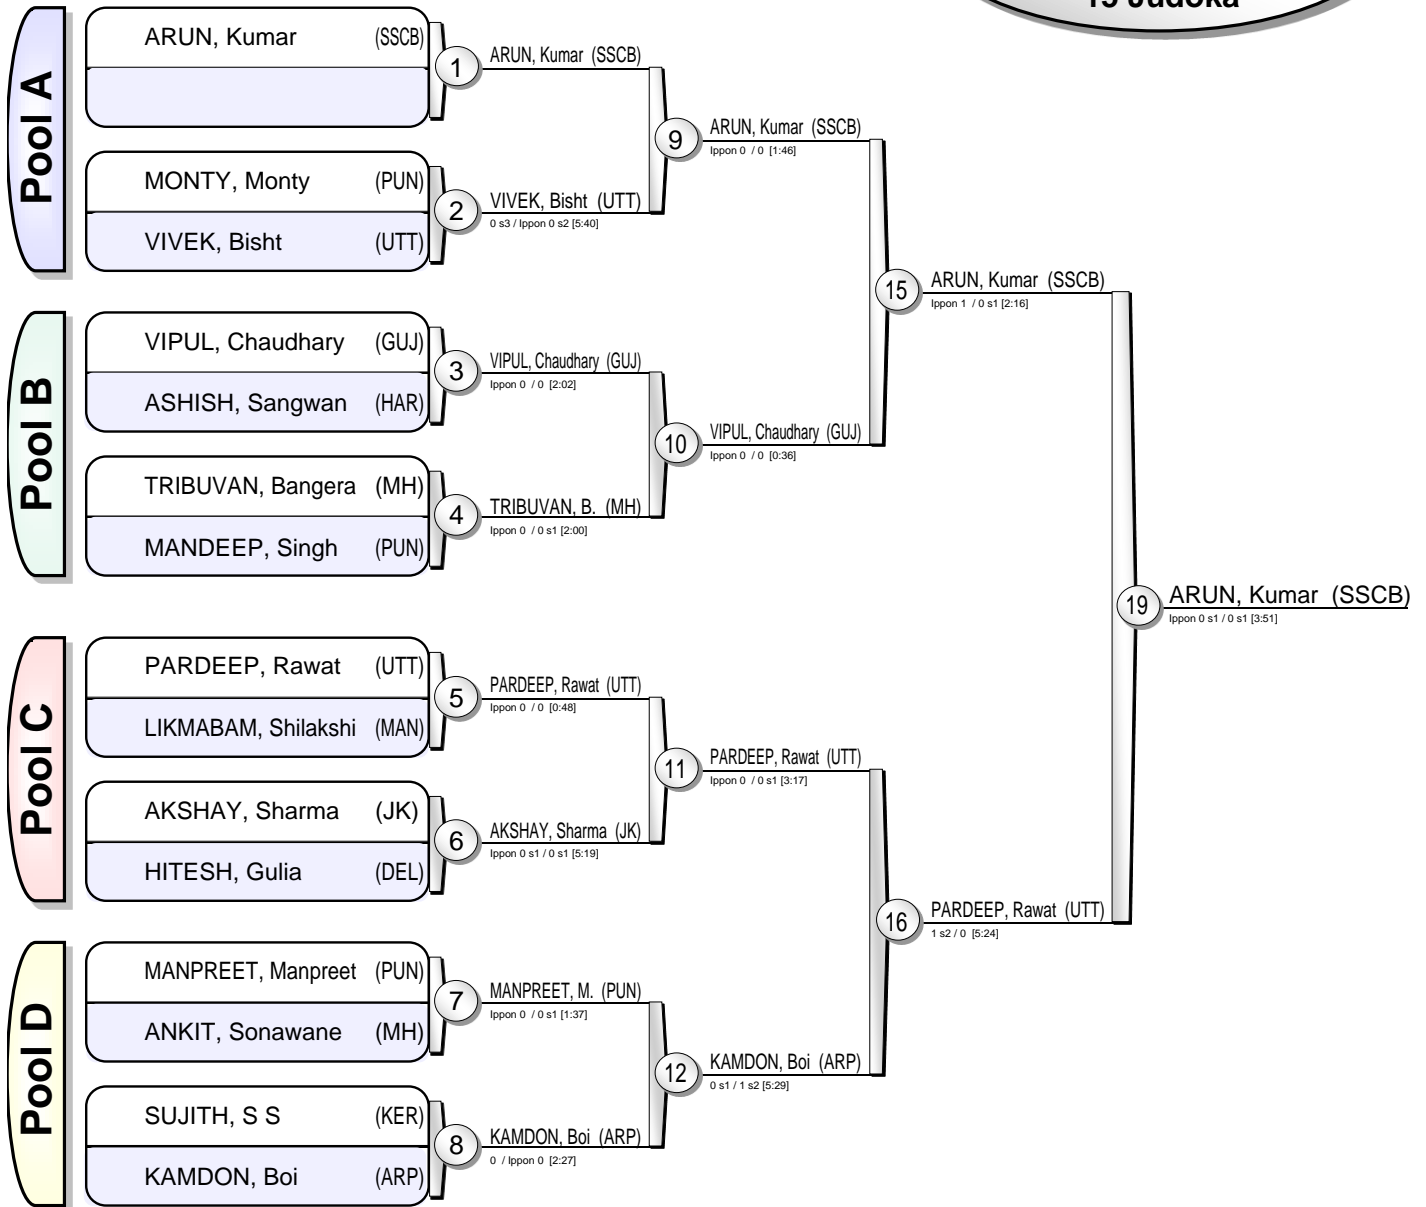 15 Judoka
Pool A
ARUN, Kumar (SSCB)
1
ARUN, Kumar (SSCB)
MONTY, Monty (PUN)
VIVEK, Bisht (UTT)
2
VIVEK, Bisht (UTT)
0 s3 / Ippon 0 s2 [5:40]
9
ARUN, Kumar (SSCB)
Ippon 0 / 0 [1:46]
Pool B
VIPUL, Chaudhary (GUJ)
ASHISH, Sangwan (HAR)
3
VIPUL, Chaudhary (GUJ)
Ippon 0 / 0 [2:02]
TRIBUVAN, Bangera (MH)
MANDEEP, Singh (PUN)
4
TRIBUVAN, B. (MH)
Ippon 0 / 0 s1 [2:00]
10
VIPUL, Chaudhary (GUJ)
Ippon 0 / 0 [0:36]
15
ARUN, Kumar (SSCB)
Ippon 1 / 0 s1 [2:16]
Pool C
PARDEEP, Rawat (UTT)
LIKMABAM, Shilakshi (MAN)
5
PARDEEP, Rawat (UTT)
Ippon 0 / 0 [0:48]
AKSHAY, Sharma (JK)
HITESH, Gulia (DEL)
6
AKSHAY, Sharma (JK)
Ippon 0 s1 / 0 s1 [5:19]
11
PARDEEP, Rawat (UTT)
Ippon 0 / 0 s1 [3:17]
Pool D
MANPREET, Manpreet (PUN)
ANKIT, Sonawane (MH)
7
MANPREET, M. (PUN)
Ippon 0 / 0 s1 [1:37]
SUJITH, S S (KER)
KAMDON, Boi (ARP)
8
KAMDON, Boi (ARP)
0 / Ippon 0 [2:27]
12
KAMDON, Boi (ARP)
0 s1 / 1 s2 [5:29]
16
PARDEEP, Rawat (UTT)
1 s2 / 0 [5:24]
19
ARUN, Kumar (SSCB)
Ippon 0 s1 / 0 s1 [3:51]